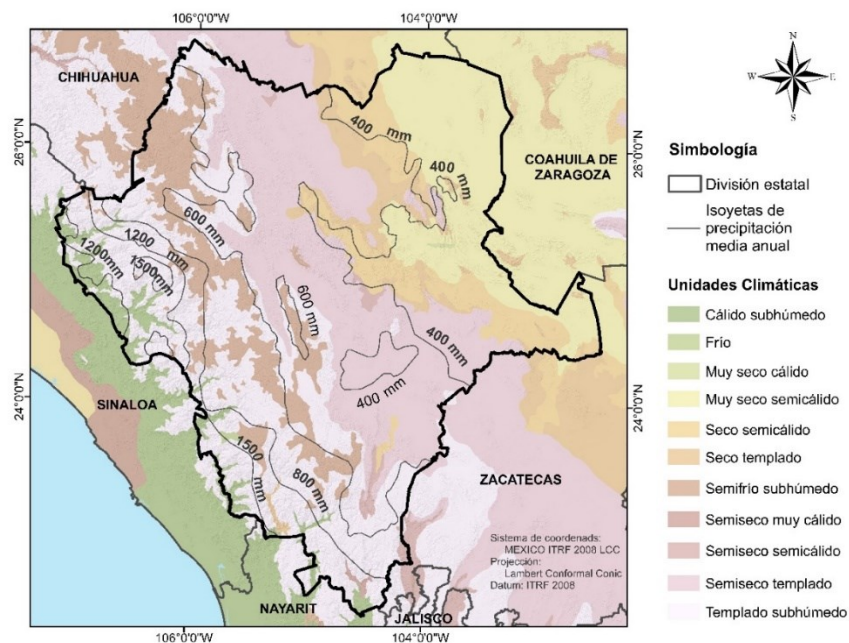 106°0'0"W
104°0'0"W
N
W
E
S
CHIHUAHUA
400 mm
26°0'0"N
26°0'0"N
400
mm
COAHUILA DE
ZARAGOZA
600 mm
1200 mm
1200mm
1500mm
600 mm
400 mm
400 mm
24°0'0"N
24°0'0"N
SINALOA
1500
mm
800 mm
ZACATECAS
Sistema de coordenads:
MEXICO ITRF 2008 LCC
Projección:
Lambert Conformal Conic
Datum: ITRF 2008
NAYARIT
JALISCO
106°0'0"W
104°0'0"W
Simbología
División estatal
Isoyetas de
precipitación
media anual
Unidades Climáticas
Cálido subhúmedo
Frío
Muy seco cálido
Muy seco semicálido
Seco semicálido
Seco templado
Semifrío subhúmedo
Semiseco muy cálido
Semiseco semicálido
Semiseco templado
Templado subhúmedo